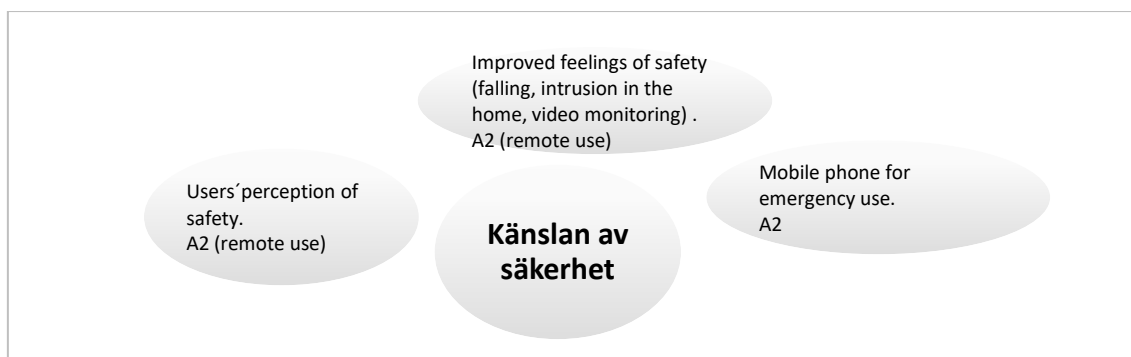 Improved feelings of safety
(falling, intrusion in the
home, video monitoring) .
A2 (remote use)
Users´perception of
safety.
A2 (remote use)
Känslan av
säkerhet
Mobile phone for
emergency use.
A2